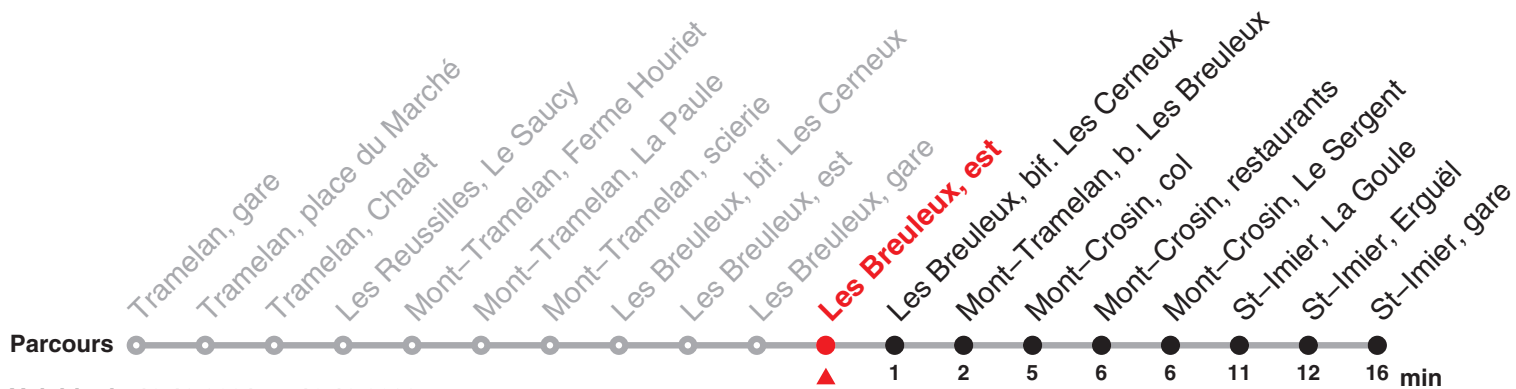 Tramelan, gare
Tramelan, place du Marché
Tramelan, Chalet
Les Reussilles, Le Saucy
Mont–Tramelan, Ferme Houriet
Mont–Tramelan, La Paule
Mont–Tramelan, scierie
Les Breuleux, bif. Les Cerneux
Les Breuleux, est
Les Breuleux, gare
Les Breuleux, est
Les Breuleux, bif. Les Cerneux
Mont–Tramelan, b. Les Breuleux
Mont–Crosin, col
Mont–Crosin, restaurants
Mont–Crosin, Le Sergent
St–Imier, La Goule
St–Imier, Erguël
St–Imier, gare
Parcours
1 2 5 6 6 11 12 16 min